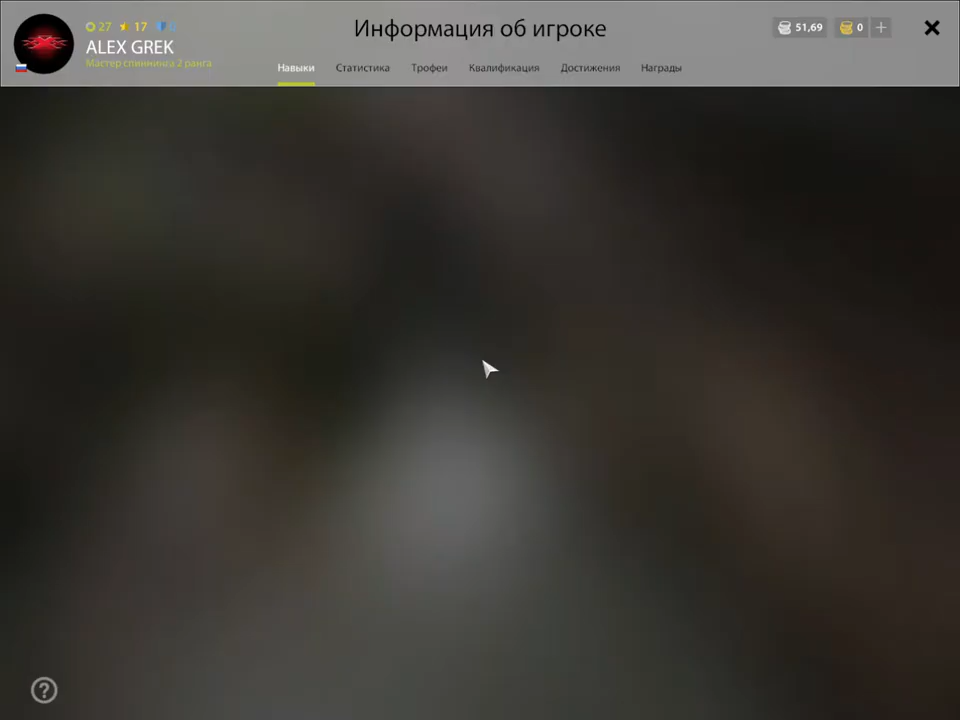 27 17 0
ALEX GREK
Мастер спиннинга 2 ранга
Информация об игроке
51,69 0 +
Навыки Статистика Трофеи Квалификация Достижения Награды
?